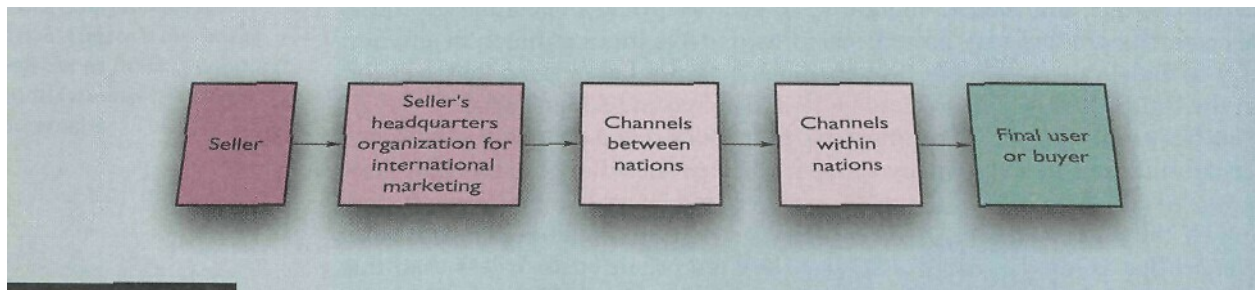 Seller
Seller's
headquarters
organization for
international
marketing
Channels
between
nations
Channels
within
nations
Final user
or buyer